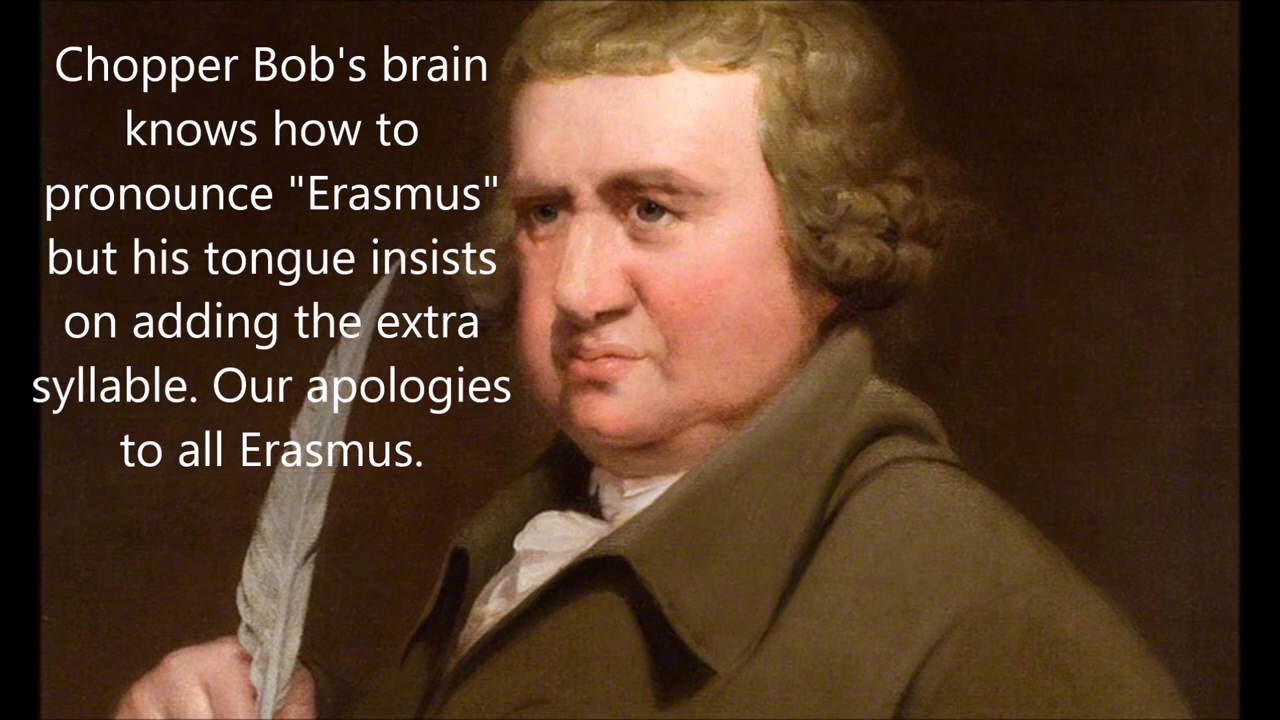 Chopper Bob's brain
knows how to
pronounce "Erasmus"
but his tongue insists
on adding the extra
syllable. Our apologies
to all Erasmus.